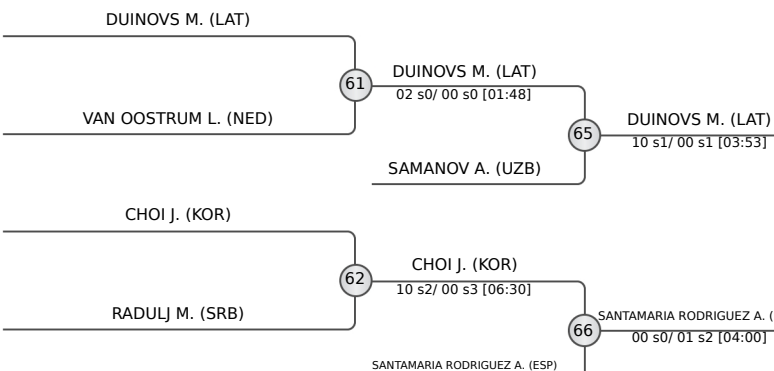 DUINOVS M. (LAT)
61
DUINOVS M. (LAT)
02 s0/ 00 s0 [01:48]
VAN OOSTRUM L. (NED)
65
DUINOVS M. (LAT)
10 s1/ 00 s1 [03:53]
SAMANOV A. (UZB)
CHOI J. (KOR)
62
CHOI J. (KOR)
10 s2/ 00 s3 [06:30]
RADULJ M. (SRB)
66
SANTAMARIA RODRIGUEZ A. (
00 s0/ 01 s2 [04:00]
SANTAMARIA RODRIGUEZ A. (ESP)